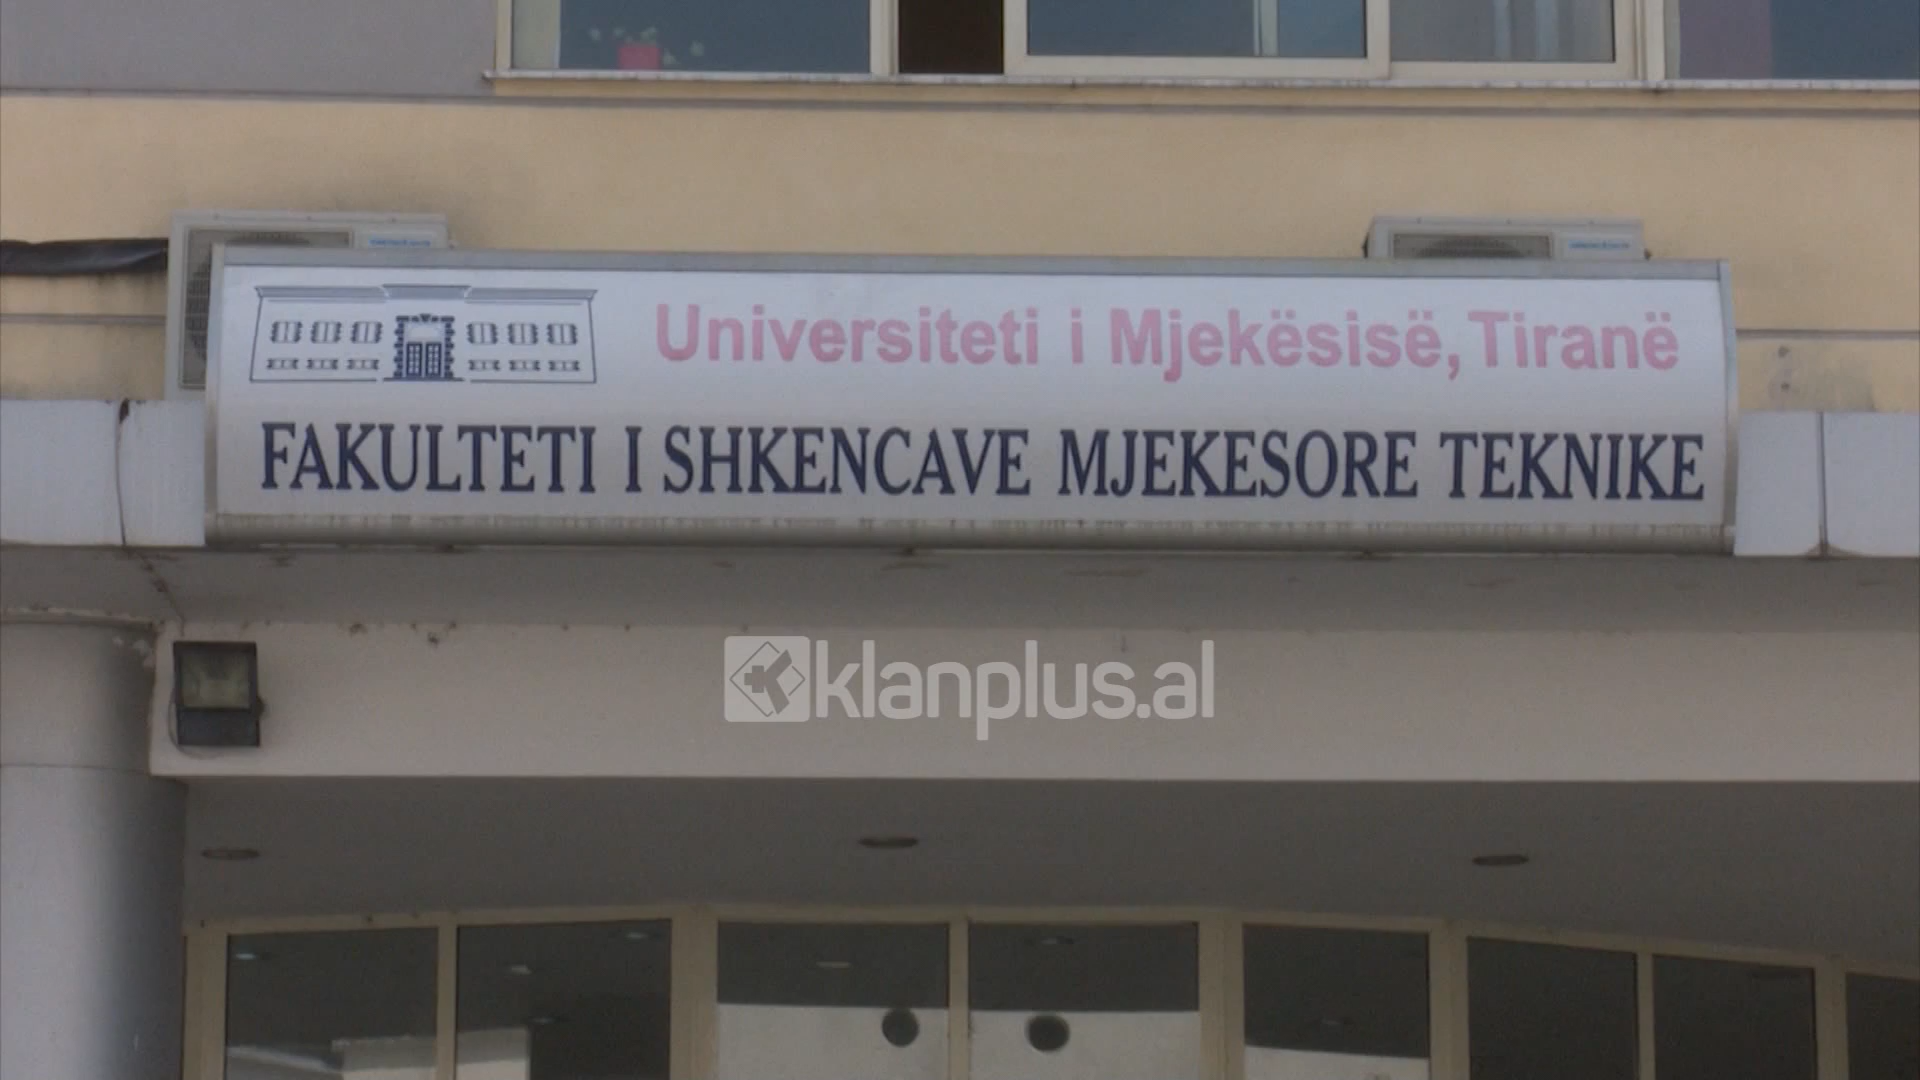 Universiteti i Mjekësisë, Tiranë
FAKULTETI I SHKENCAVE MJEKESORE TEKNIKE
klanplus.al